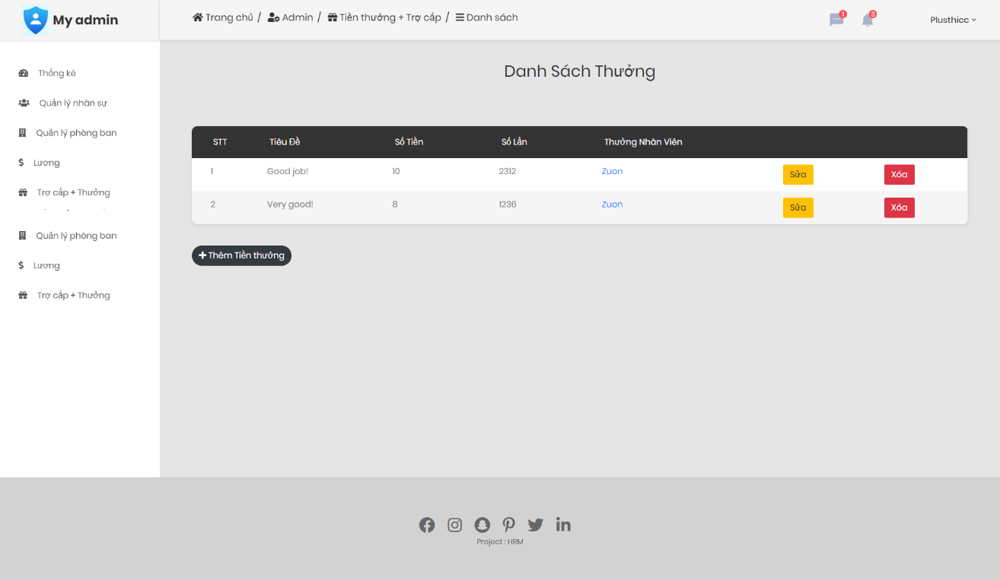 My admin
Trang chủ / Admin / Tiền thưởng + Trợ cấp / Danh sách
1
3
Plusthicc
Thống kê
Quản lý nhân sự
Quản lý phòng ban
$ Lương
Trợ cấp + Thưởng
Quản lý phòng ban
$ Lương
Trợ cấp + Thưởng
Danh Sách Thưởng
STT Tiêu Đề Số Tiền Số Lần Thưởng Nhân Viên
1 Good job! 10 2312 Zuon Sửa Xóa
2 Very good! 8 1236 Zuon Sửa Xóa
+ Thêm Tiền thưởng
Project : HRM